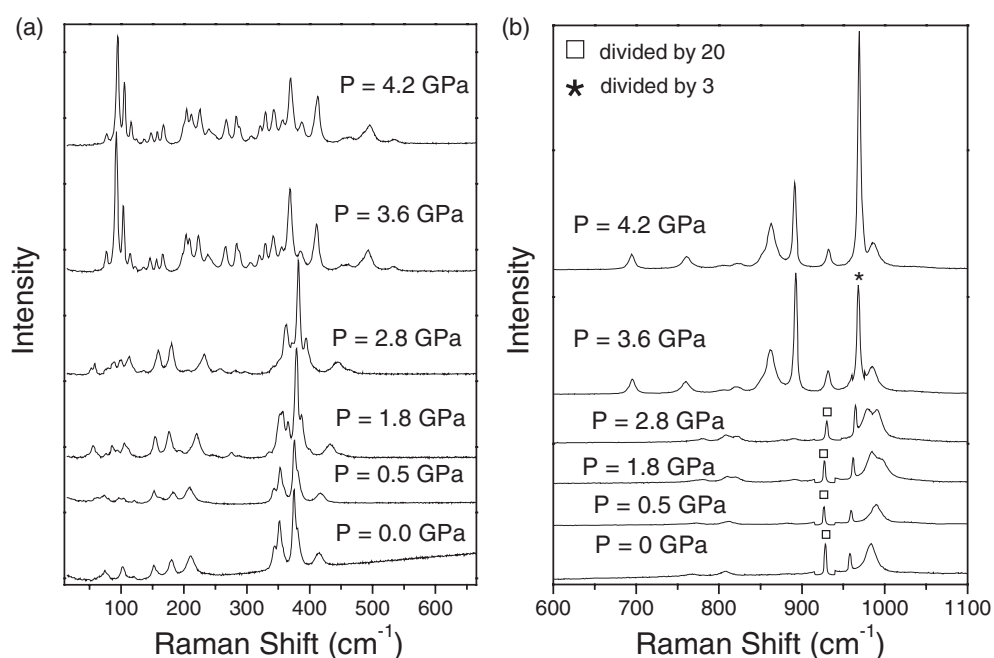 (a)
P = 4.2 GPa
P = 3.6 GPa
P = 2.8 GPa
P = 1.8 GPa
P = 0.5 GPa
P = 0.0 GPa
Intensity
100 200 300 400 500 600
Raman Shift (cm⁻¹)
(b)
□ divided by 20
★ divided by 3
P = 4.2 GPa
*
P = 3.6 GPa
□
P = 2.8 GPa
□
P = 1.8 GPa
□
P = 0.5 GPa
□
P = 0 GPa
Intensity
600 700 800 900 1000 1100
Raman Shift (cm⁻¹)